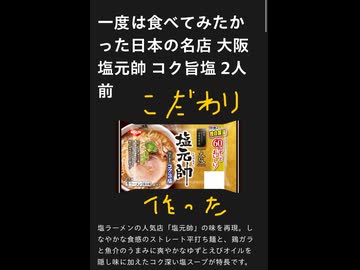 一度は食べてみたか
った日本の名店 大阪
塩元帥 コク旨塩 2人
前
こだわり
塩元帥
60
作った
塩ラーメンの人気店「塩元帥」の味を再現。し
なやかな食感のストレート平打ち麺と、鶏ガラ
と魚介のうまみに爽やかなゆずとえびオイルを
隠し味に加えたコク深い塩スープが特長です。